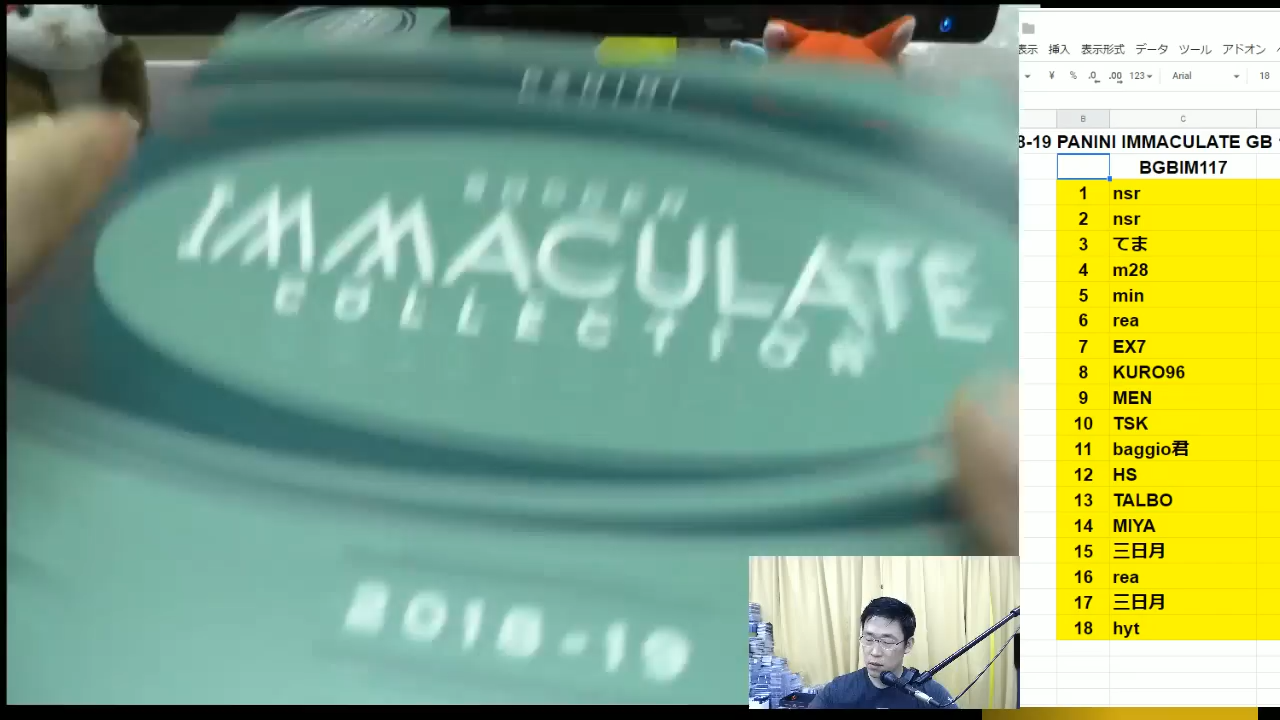 PANINI
IMMACULATE
COLLECTION
18-19
表示 挿入 表示形式 データ ツール アドオン
¥ % .0 .00 123 Arial 18
B C
8-19 PANINI IMMACULATE GB
BGBIM117
1 nsr
2 nsr
3 てま
4 m28
5 min
6 rea
7 EX7
8 KURO96
9 MEN
10 TSK
11 baggio君
12 HS
13 TALBO
14 MIYA
15 三日月
16 rea
17 三日月
18 hyt